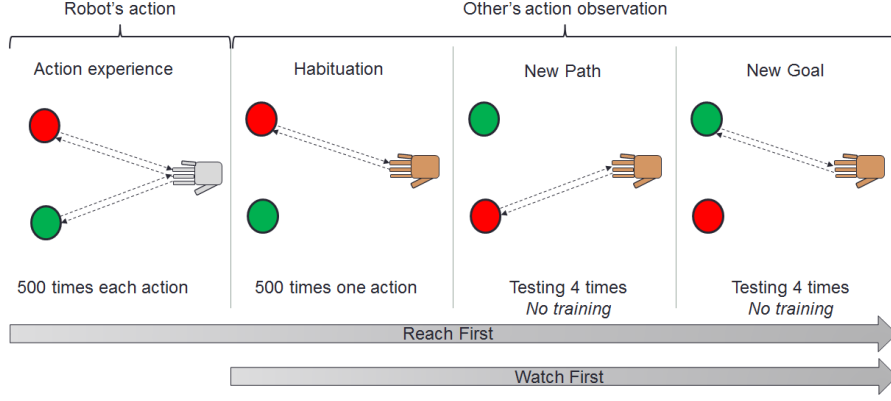 Robot's action
Other's action observation
Action experience
Habituation
New Path
New Goal
500 times each action
500 times one action
Testing 4 times
No training
Testing 4 times
No training
Reach First
Watch First